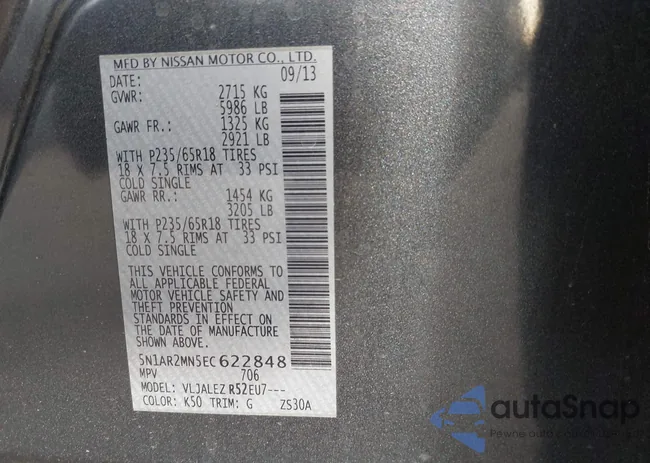 MFD BY NISSAN MOTOR CO., LTD.
DATE: 09/13
GVWR: 2715 KG
5986 LB
GAWR FR.: 1325 KG
2921 LB
WITH P235/65R18 TIRES
18 X 7.5 RIMS AT 33 PSI
COLD SINGLE
GAWR RR.: 1454 KG
3205 LB
WITH P235/65R18 TIRES
18 X 7.5 RIMS AT 33 PSI
COLD SINGLE
THIS VEHICLE CONFORMS TO
ALL APPLICABLE FEDERAL
MOTOR VEHICLE SAFETY AND
AND THEFT PREVENTION
STANDARDS IN EFFECT ON
THE DATE OF MANUFACTURE
SHOWN ABOVE.
5N1AR2MN5EC622848
MPV 706
MODEL: VLJALEZ R52EU7---
COLOR: K50 TRIM: G ZS30A
autoSnap
Pewne auto